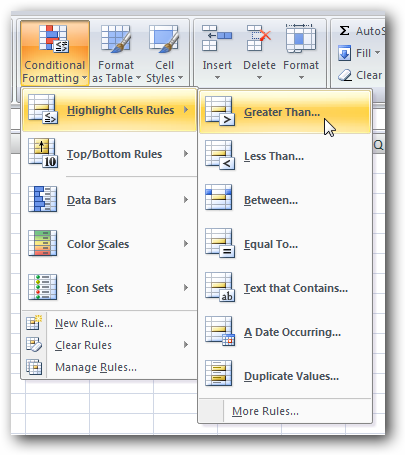 Conditional Formatting
Format as Table
Cell Styles
Insert
Delete
Format
Σ AutoS
Fill
Clear
Q
Highlight Cells Rules
Top/Bottom Rules
10
Data Bars
Color Scales
Icon Sets
New Rule...
Clear Rules
Manage Rules...
Greater Than...
>
Less Than...
<
Between...
Equal To...
=
Text that Contains...
ab
A Date Occurring...
Duplicate Values...
More Rules...